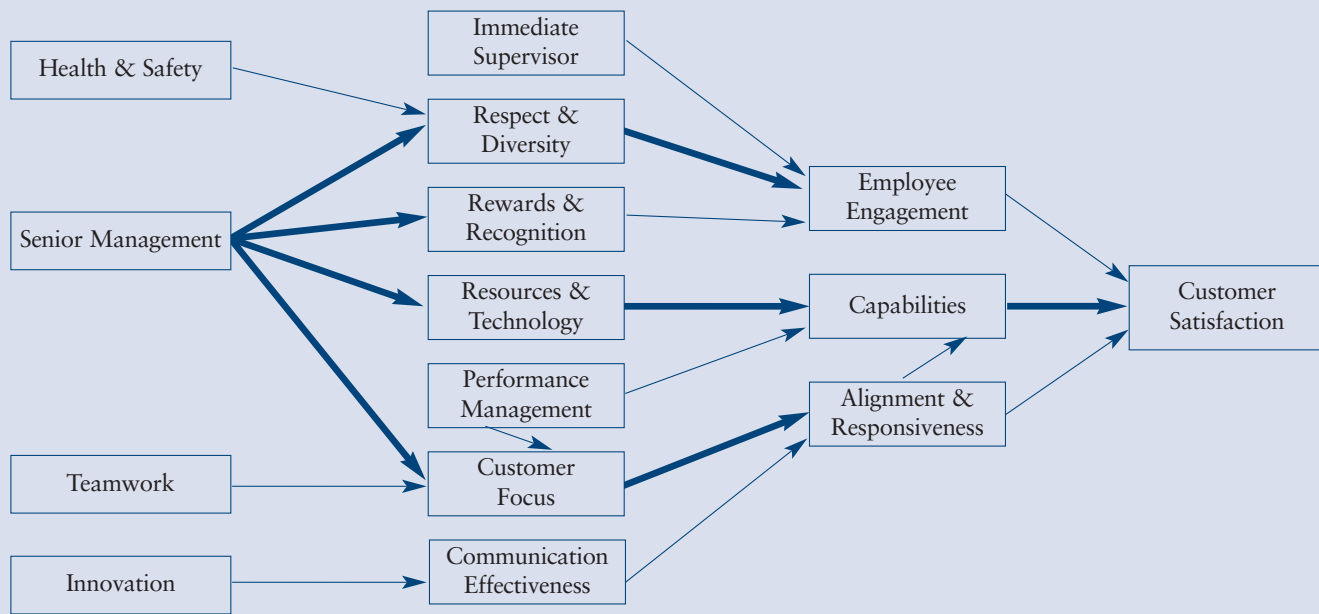 Immediate
Supervisor
Health & Safety
Respect &
Diversity
Employee
Engagement
Rewards &
Recognition
Senior Management
Resources &
Technology
Capabilities
Customer
Satisfaction
Performance
Management
Alignment &
Responsiveness
Teamwork
Customer
Focus
Communication
Effectiveness
Innovation